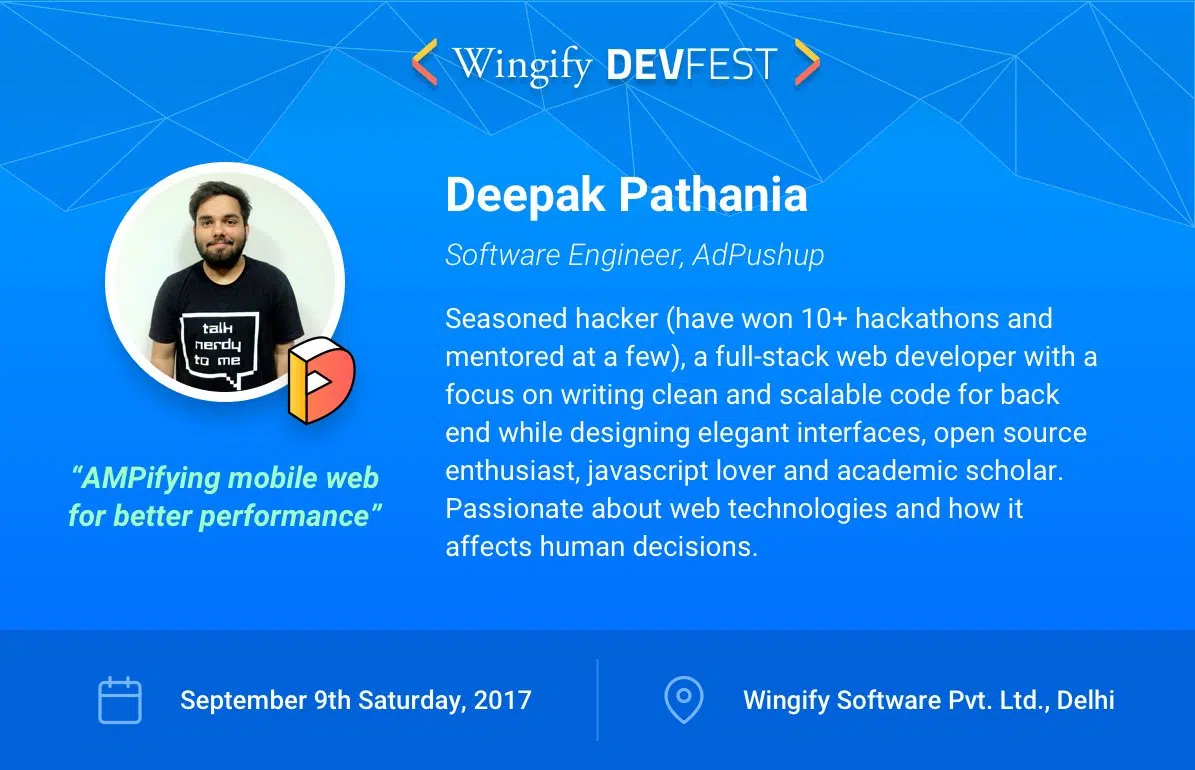 Wingify DEVFEST
Deepak Pathania
Software Engineer, AdPushup
Seasoned hacker (have won 10+ hackathons and
mentored at a few), a full-stack web developer with a
focus on writing clean and scalable code for back
end while designing elegant interfaces, open source
enthusiast, javascript lover and academic scholar.
Passionate about web technologies and how it
affects human decisions.
talk
nerdy
to me
“AMPifying mobile web
for better performance”
September 9th Saturday, 2017
Wingify Software Pvt. Ltd., Delhi